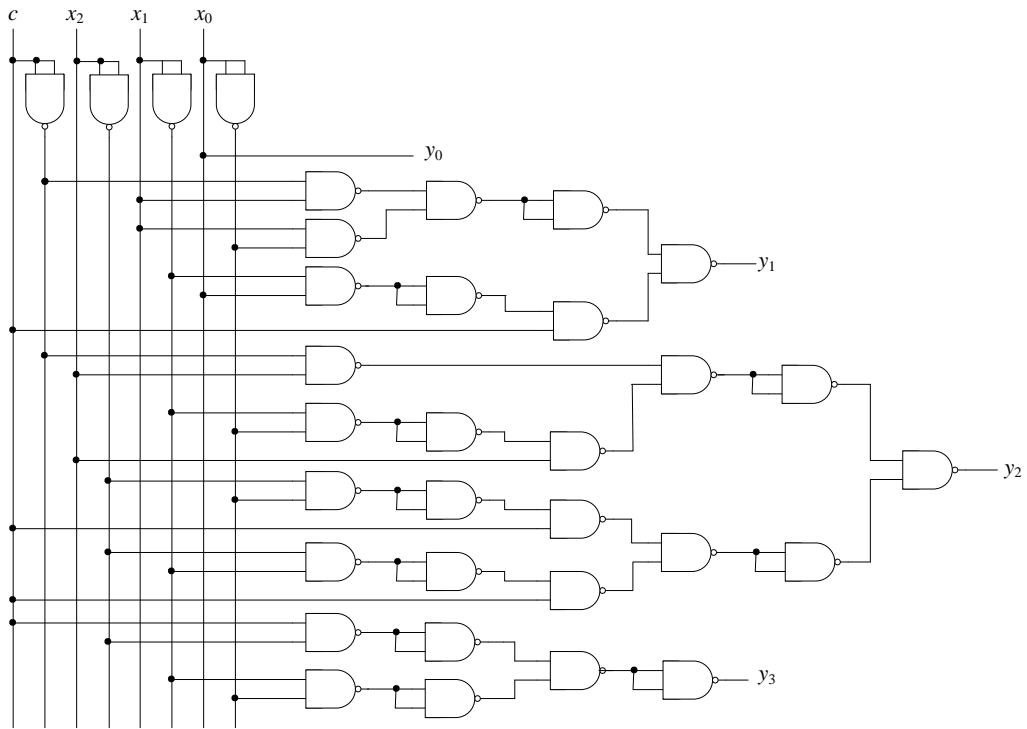 c x₂ x₁ x₀
y₀
y₁
y₂
y₃